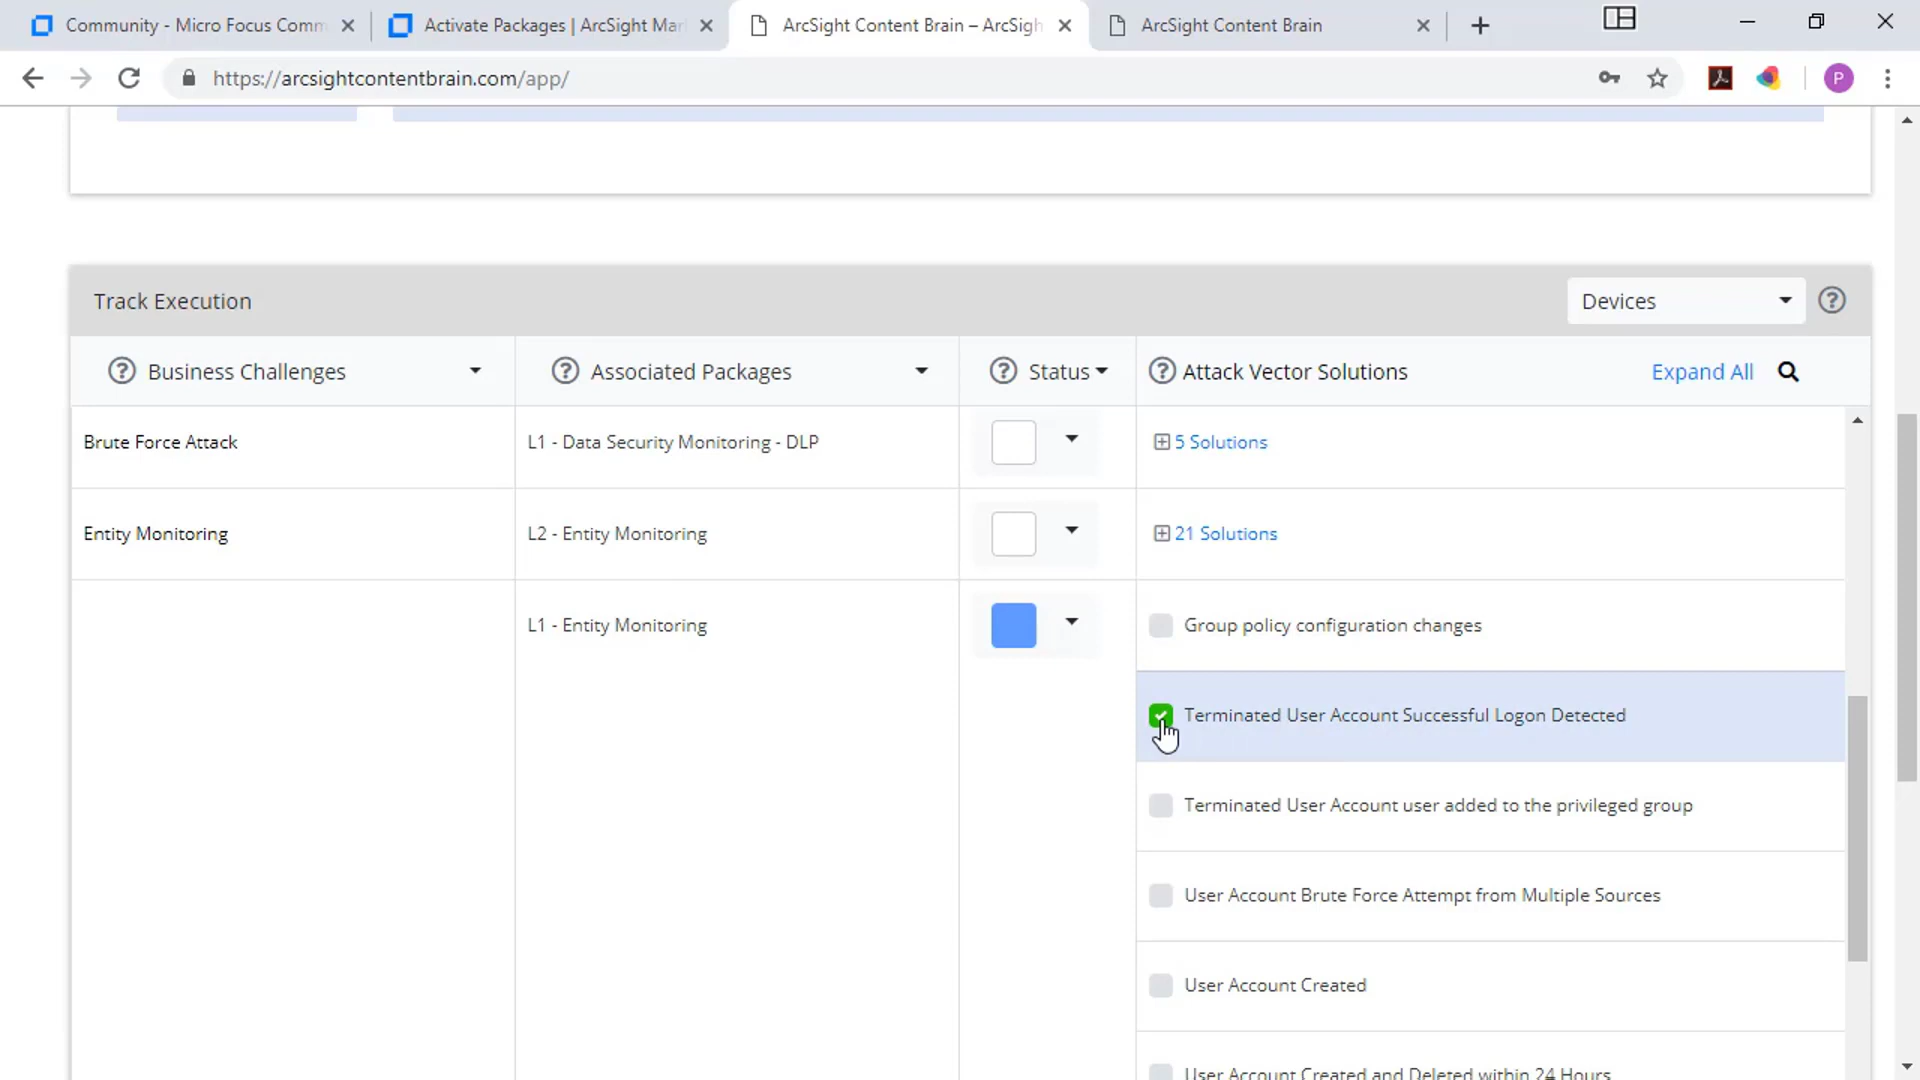 Community - Micro Focus Comm
Activate Packages | ArcSight Mar
ArcSight Content Brain – ArcSigh
ArcSight Content Brain
https://arcsightcontentbrain.com/app/
P
Track Execution
Devices
Business Challenges
Associated Packages
Status
Attack Vector Solutions
Expand All
Brute Force Attack
L1 - Data Security Monitoring - DLP
5 Solutions
Entity Monitoring
L2 - Entity Monitoring
21 Solutions
L1 - Entity Monitoring
Group policy configuration changes
Terminated User Account Successful Logon Detected
Terminated User Account user added to the privileged group
User Account Brute Force Attempt from Multiple Sources
User Account Created
User Account Created and Deleted within 24 Hours